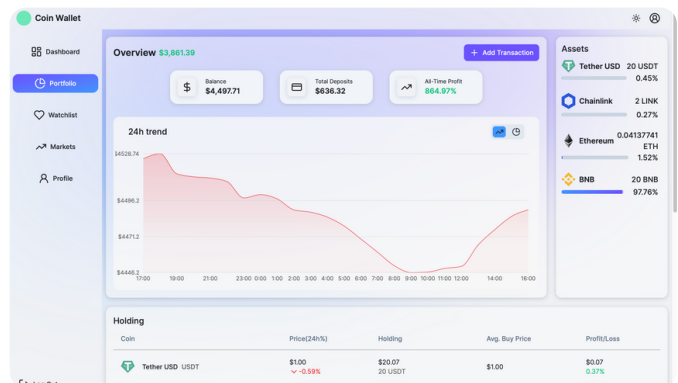 Coin Wallet
Dashboard
Portfolio
Watchlist
Markets
Profile
Overview $3,861.39
+ Add Transaction
Balance
$4,497.71
Total Deposits
$636.32
All-Time Profit
864.97%
24h trend
$4528.74
$4496.2
$4471.2
$4446.2
17:00 19:00 21:00 23:00 0:00 1:00 2:00 3:00 4:00 5:00 6:00 7:00 8:00 9:00 10:00 11:00 12:00 14:00 16:00
Assets
Tether USD 20 USDT
0.45%
Chainlink 2 LINK
0.27%
Ethereum 0.04137741
ETH
1.52%
BNB 20 BNB
97.76%
Holding
Coin Price(24h%) Holding Avg. Buy Price Profit/Loss
Tether USD USDT $1.00 $20.07 $1.00 $0.07
-0.59% 20 USDT 0.37%